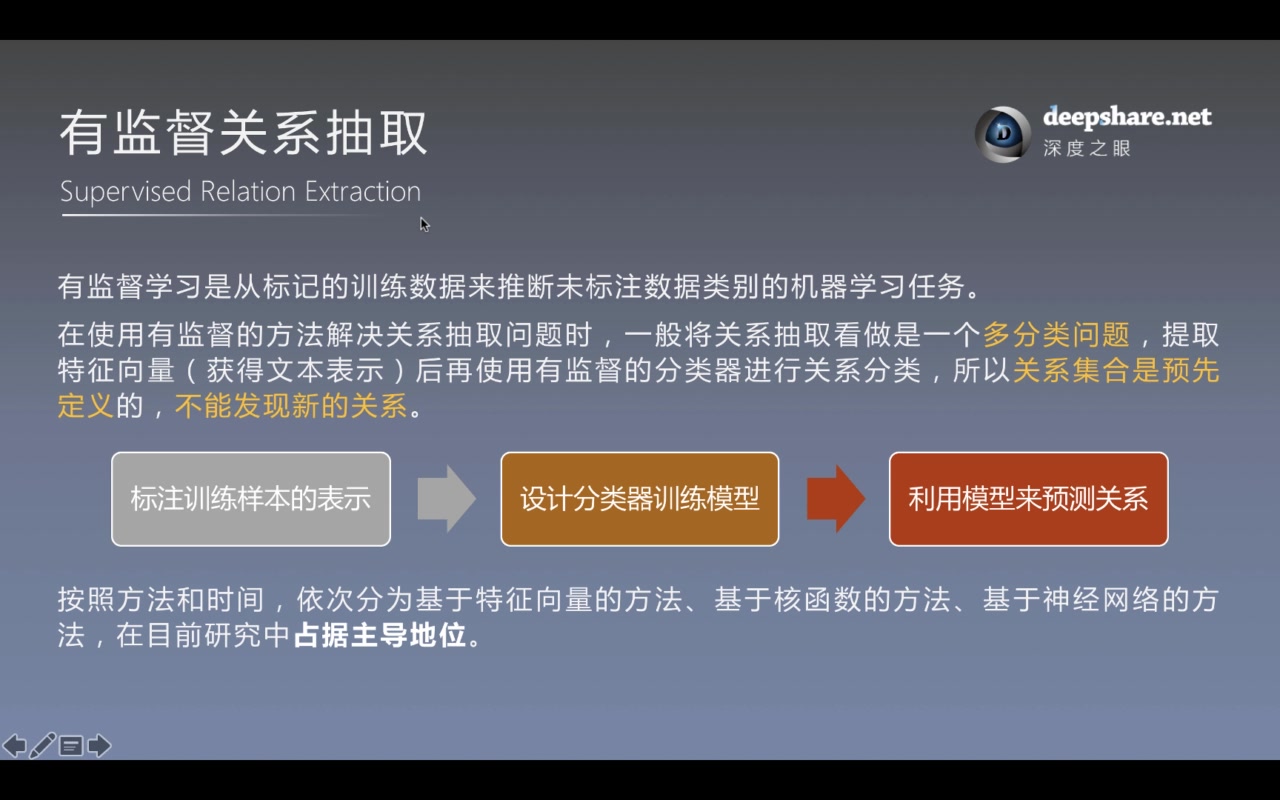 有监督关系抽取
deepshare.net
深度之眼
Supervised Relation Extraction
有监督学习是从标记的训练数据来推断未标注数据类别的机器学习任务。
在使用有监督的方法解决关系抽取问题时，一般将关系抽取看做是一个多分类问题，提取
特征向量（获得文本表示）后再使用有监督的分类器进行关系分类，所以关系集合是预先
定义的，不能发现新的关系。
标注训练样本的表示
设计分类器训练模型
利用模型来预测关系
按照方法和时间，依次分为基于特征向量的方法、基于核函数的方法、基于神经网络的方
法，在目前研究中占据主导地位。